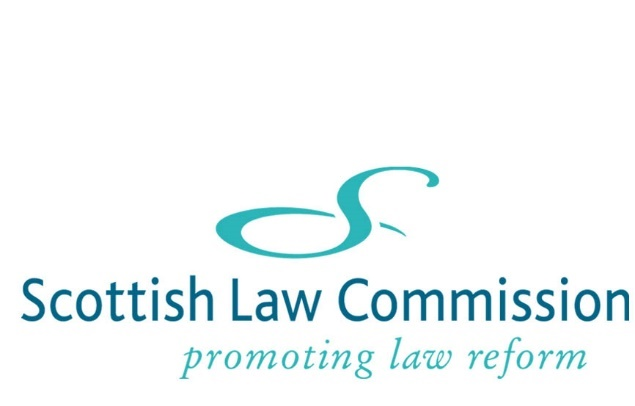 Scottish Law Commission
promoting law reform